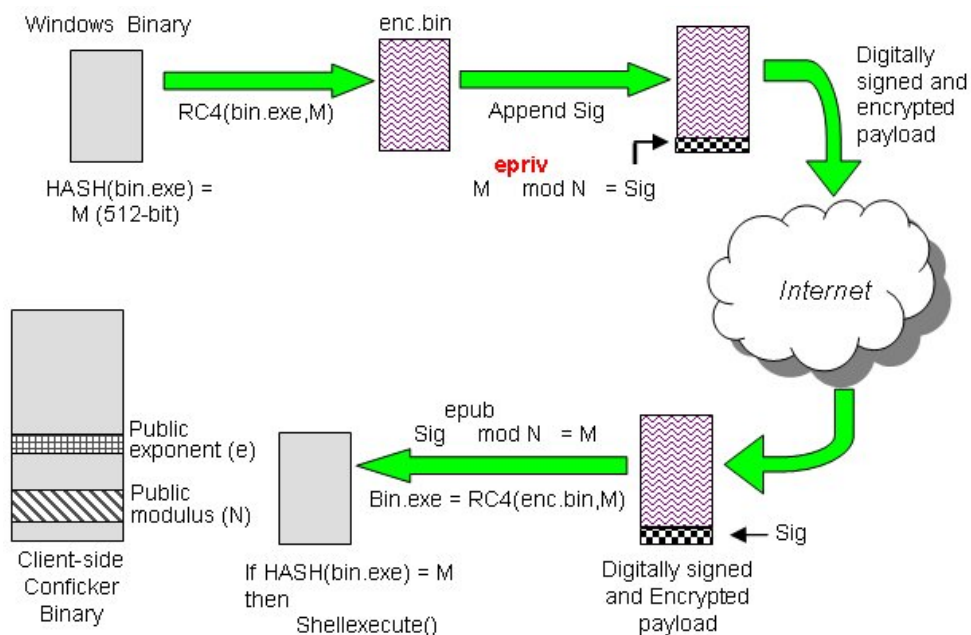 Windows Binary
enc.bin
RC4(bin.exe,M)
Append Sig
Digitally
signed and
encrypted
payload
HASH(bin.exe) =
M (512-bit)
epriv
M mod N = Sig
Internet
Public
exponent (e)
Public
modulus (N)
Client-side
Conficker
Binary
epub
Sig mod N = M
Bin.exe = RC4(enc.bin,M)
If HASH(bin.exe) = M
then
Shellexecute()
Sig
Digitally signed
and Encrypted
payload